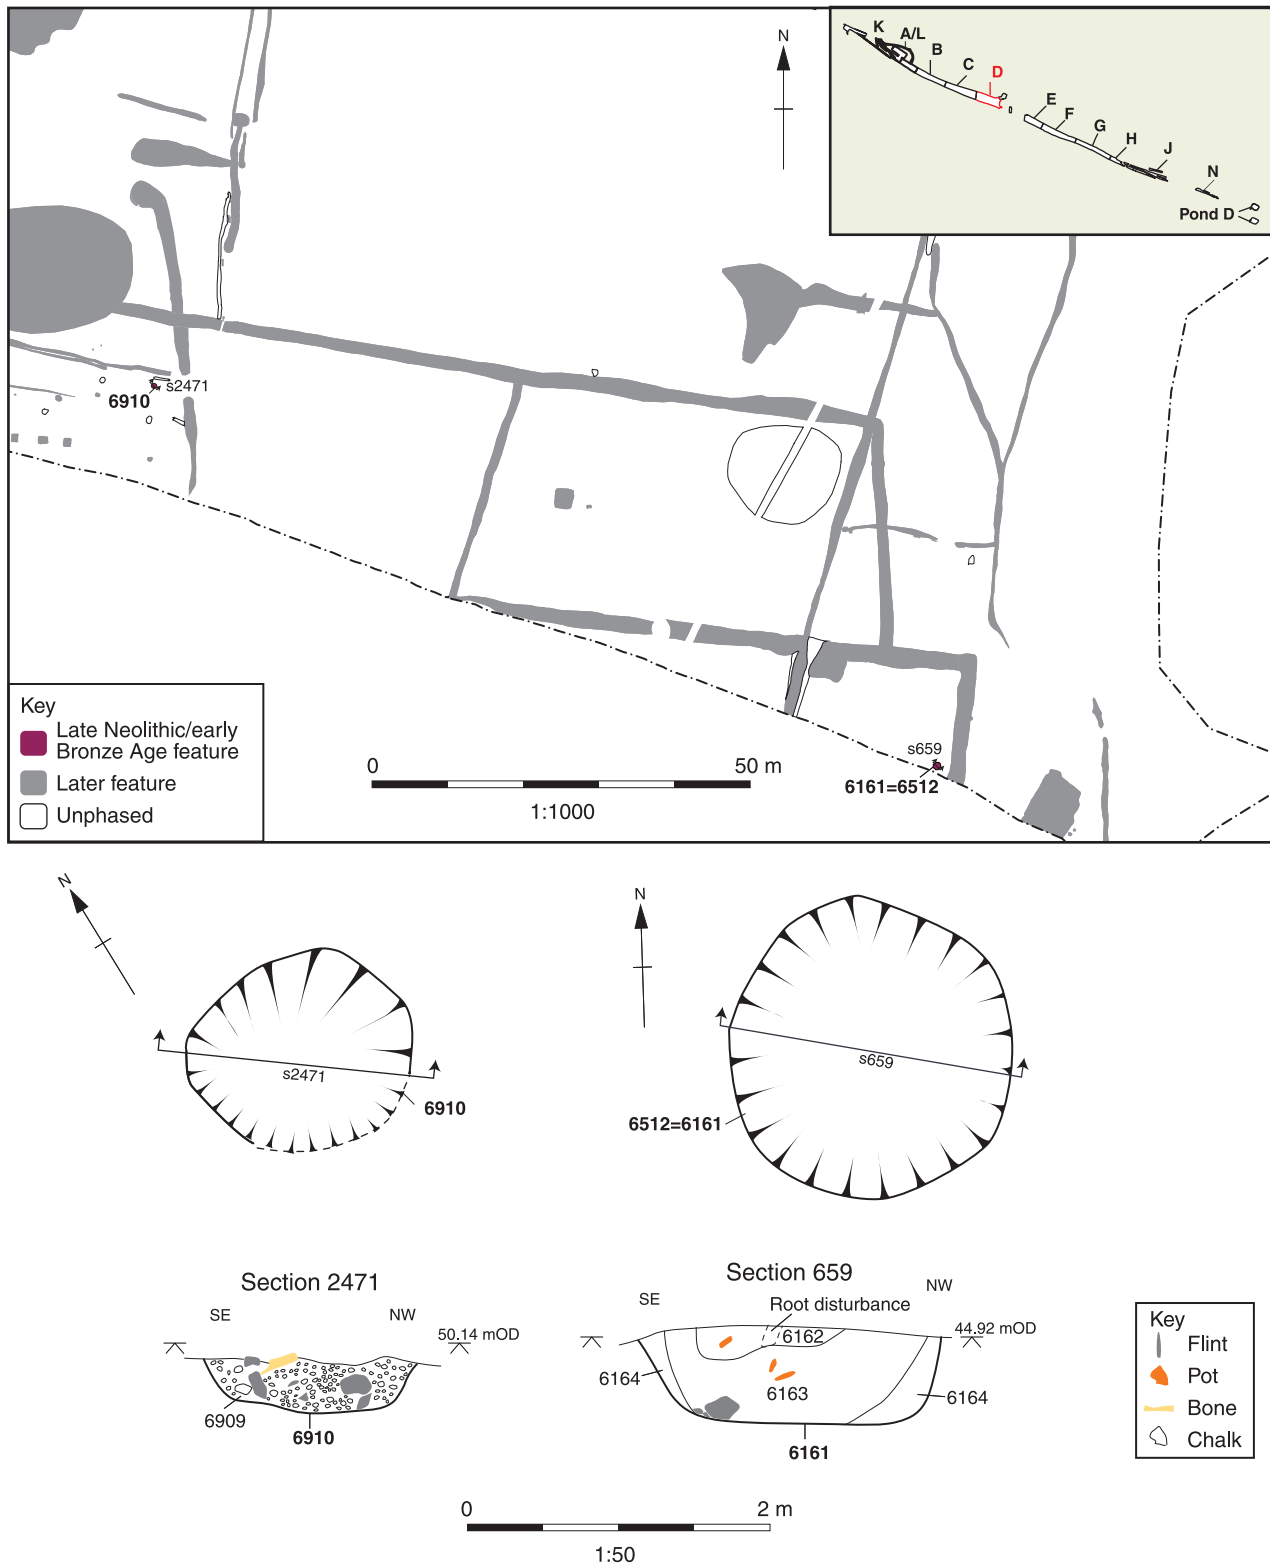 N
K
A/L
B
C
D
E
F
G
H
J
N
Pond D
s2471
6910
s659
6161=6512
Key
Late Neolithic/early
Bronze Age feature
Later feature
Unphased
0 50 m
1:1000
N
s2471
6910
N
s659
6512=6161
Section 2471
SE NW
50.14 mOD
6909
6910
Section 659
SE NW
Root disturbance
44.92 mOD
6162
6164
6163
6164
6161
Key
Flint
Pot
Bone
Chalk
0 2 m
1:50